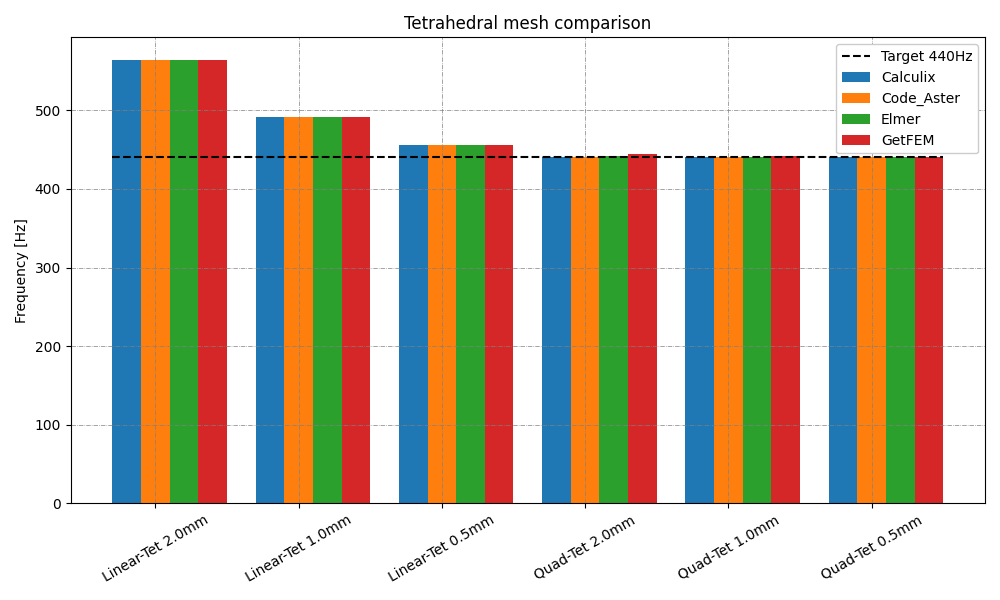 Tetrahedral mesh comparison
Target 440Hz
Calculix
Code_Aster
Elmer
GetFEM
Frequency [Hz]
500
400
300
200
100
0
Linear-Tet 2.0mm
Linear-Tet 1.0mm
Linear-Tet 0.5mm
Quad-Tet 2.0mm
Quad-Tet 1.0mm
Quad-Tet 0.5mm